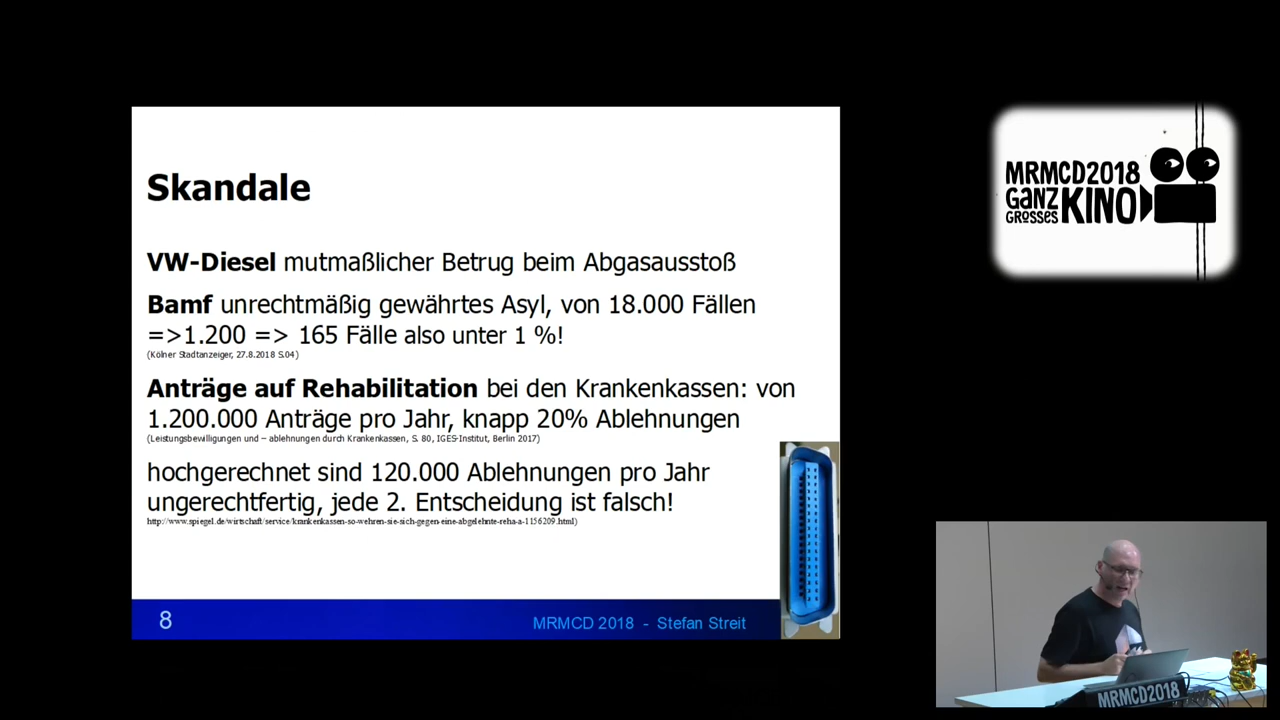 Skandale
VW-Diesel mutmaßlicher Betrug beim Abgasausstoß
Bamf unrechtmäßig gewährtes Asyl, von 18.000 Fällen
=>1.200 => 165 Fälle also unter 1 %!
(Kölner Stadtanzeiger, 27.8.2018 S.04)
Anträge auf Rehabilitation bei den Krankenkassen: von
1.200.000 Anträge pro Jahr, knapp 20% Ablehnungen
(Leistungsbewilligungen und – ablehnungen durch Krankenkassen, S. 80, IGES-Institut, Berlin 2017)
hochgerechnet sind 120.000 Ablehnungen pro Jahr
ungerechtfertig, jede 2. Entscheidung ist falsch!
http://www.spiegel.de/wirtschaft/service/krankenkassen-so-wehren-sie-sich-gegen-eine-abgelehnte-reha-a-1156209.html)
8
MRMCD 2018 - Stefan Streit
MRMCD2018
GANZ
GROSSES
KINO
MRMCD2018